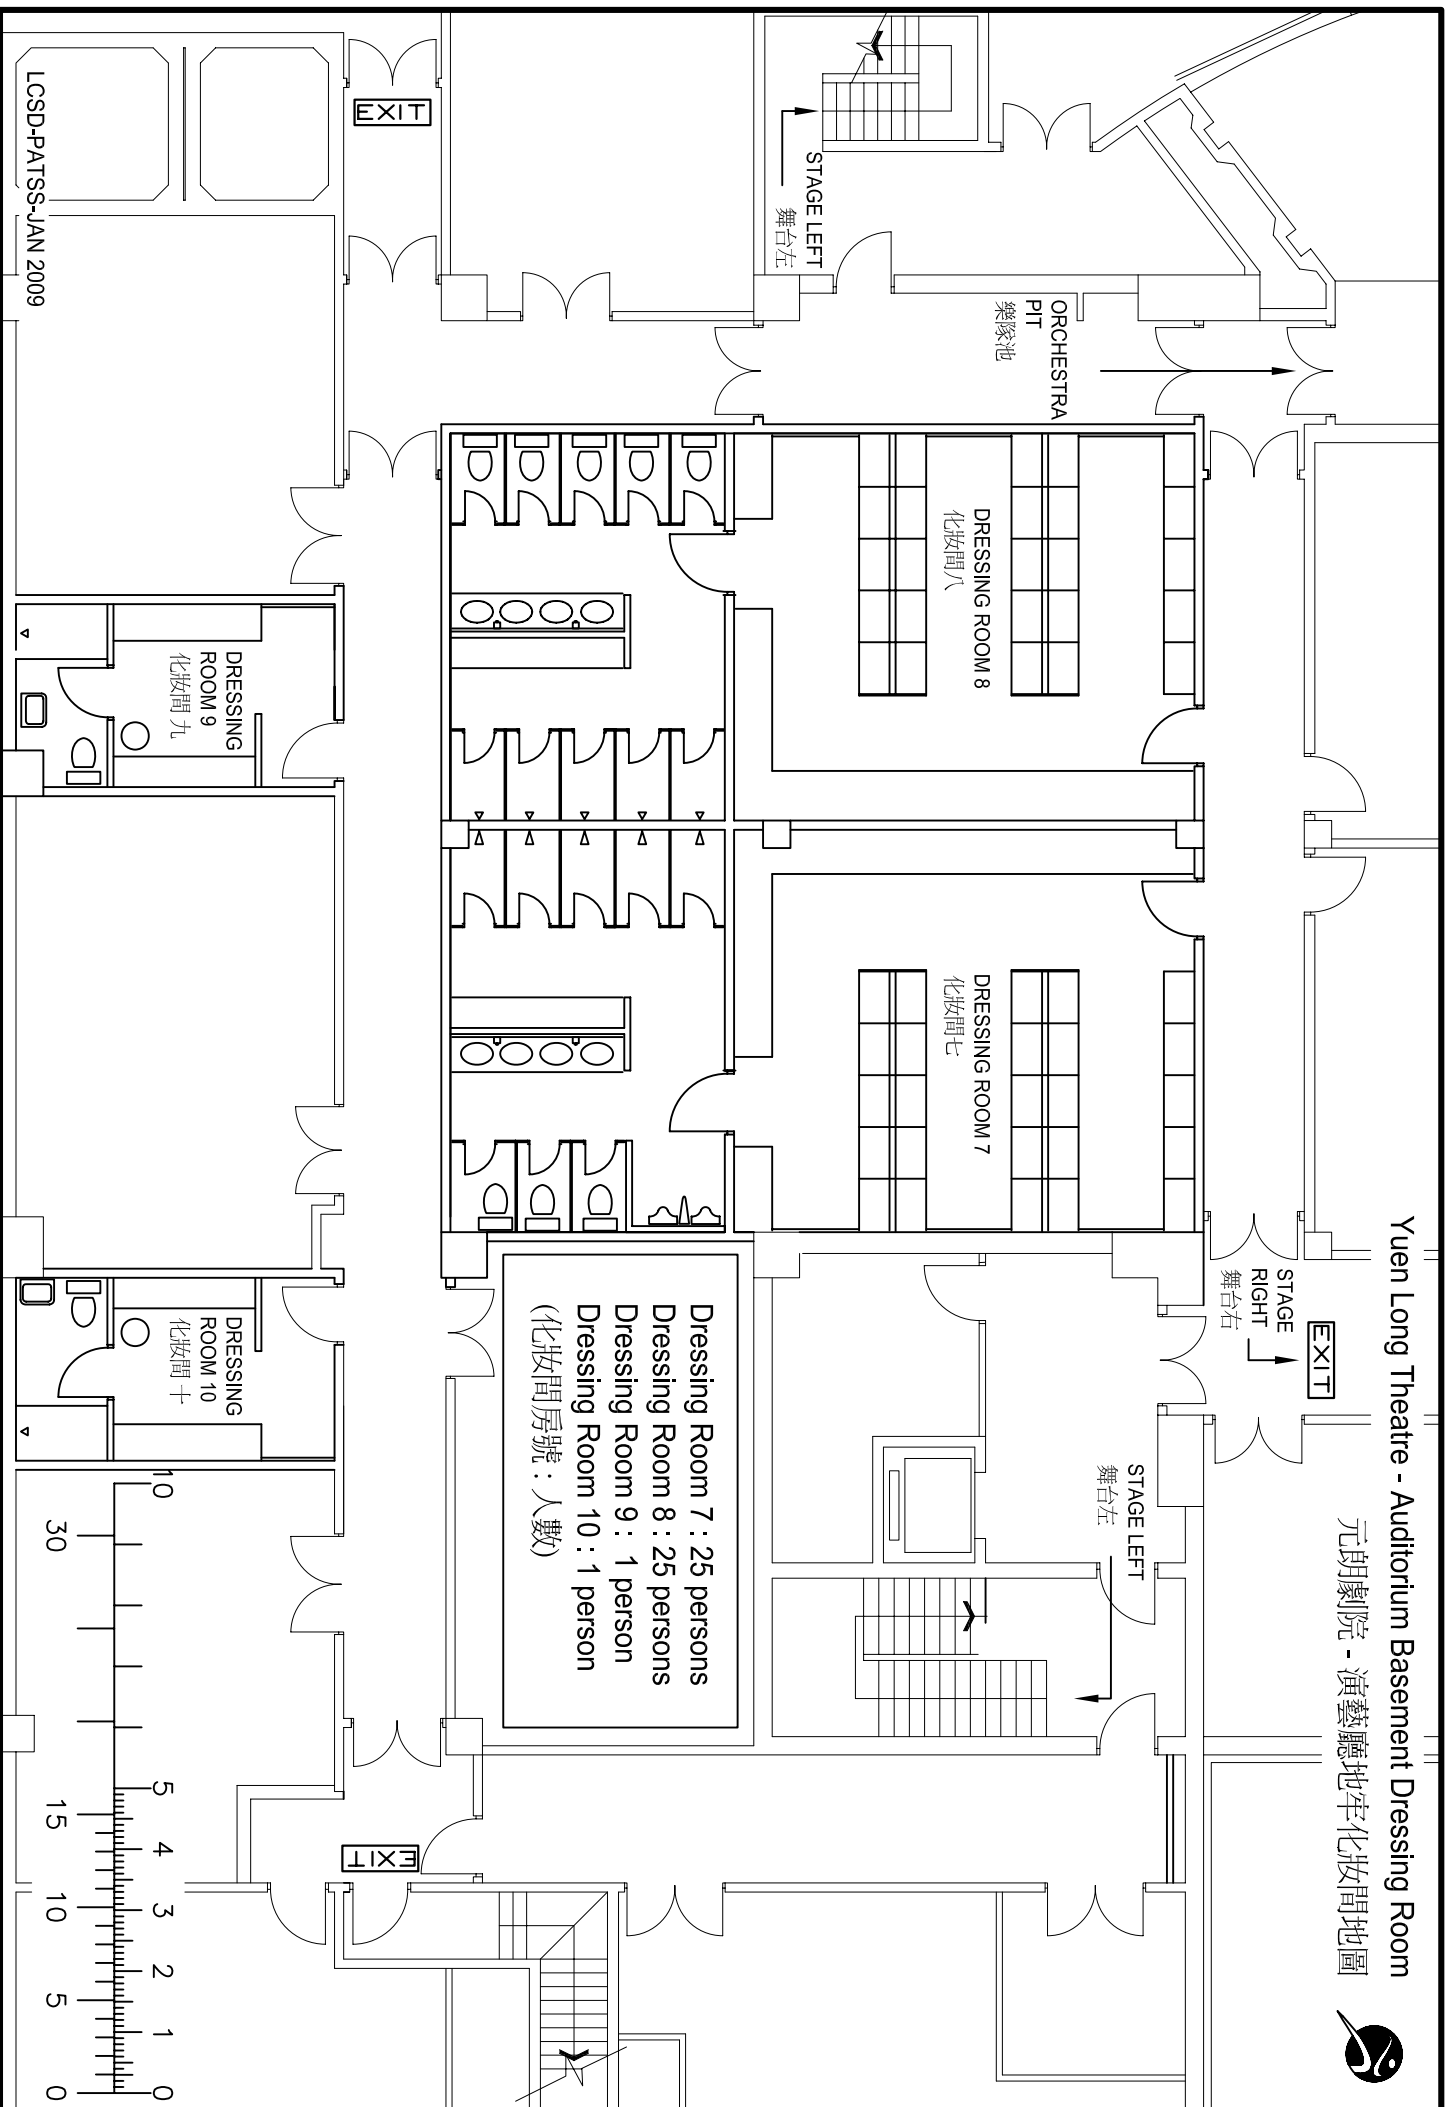 Yuen Long Theatre - Auditorium Basement Dressing Room
元朗劇院 - 演藝廳地牢化妝間地圖
EXIT
STAGE
RIGHT
舞台右
STAGE LEFT
舞台左
ORCHESTRA
PIT
樂隊池
STAGE LEFT
舞台左
DRESSING ROOM 8
化妝間八
DRESSING ROOM 7
化妝間七
Dressing Room 7 : 25 persons
Dressing Room 8 : 25 persons
Dressing Room 9 : 1 person
Dressing Room 10 : 1 person
(化妝間房號 : 人數)
EXIT
EXIT
DRESSING
ROOM 9
化妝間 九
DRESSING
ROOM 10
化妝間 十
10 5 4 3 2 1 0
30 15 10 5 0
LCSD-PATSS-JAN 2009